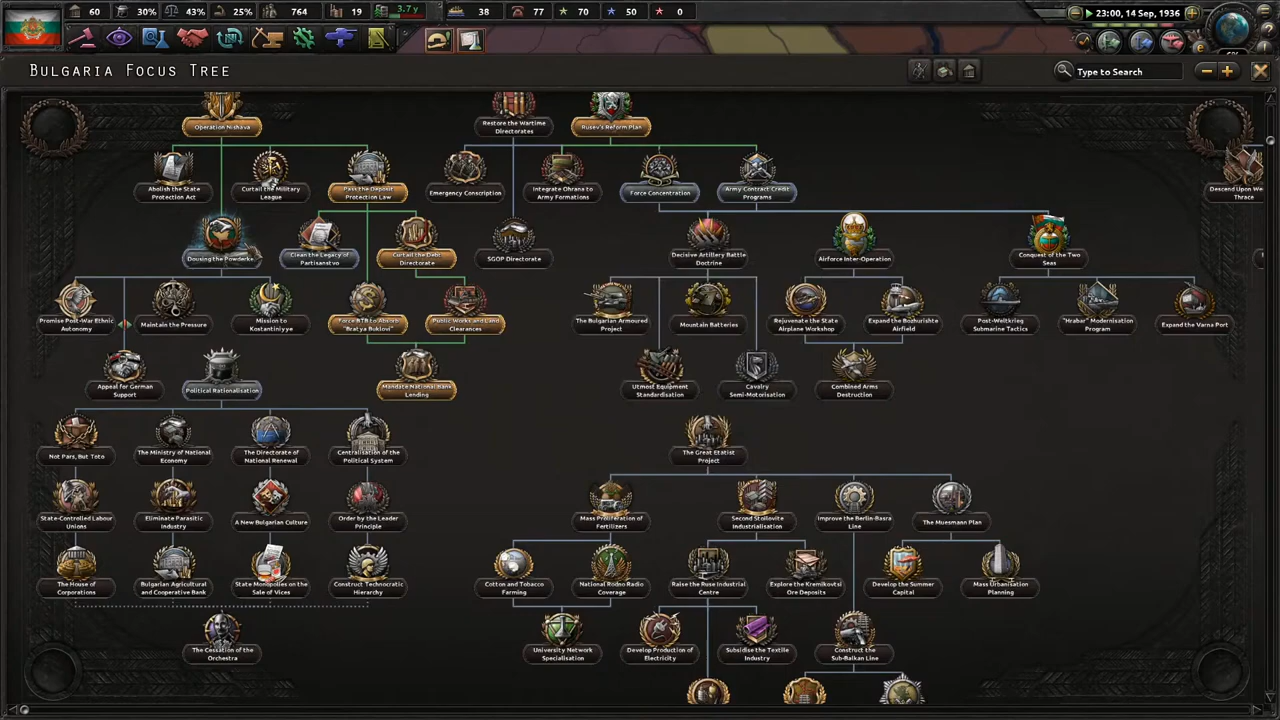 60 30% 43% 25% 764 19 3.7 y 38 77 70 50 0 23:00, 14 Sep, 1936
Bulgaria Focus Tree
Type to Search
Operation Nishava
Restore the Wartime
Directorates
Rusev's Reform Plan
Abolish the State
Protection Act
Curtail the Military
League
Pass the Deposit
Protection Law
Emergency Conscription
Integrate Ohrana to
Army Formations
Force Concentration
Army Contract Credit
Programs
Descend Upon We
Thrace
Dousing the Powderke
Clean the Legacy of
Partisanstvo
Curtail the Debt
Directorate
SGOP Directorate
Decisive Artillery Battle
Doctrine
Airforce Inter-Operation
Conquest of the Two
Seas
Promise Post-War Ethnic
Autonomy
Maintain the Pressure
Mission to
Kostantiniyye
Force BTB to Absorb
"Bratya Buklovi"
Public Works and Land
Clearances
The Bulgarian Armoured
Project
Mountain Batteries
Rejuvenate the State
Airplane Workshop
Expand the Bozhurishte
Airfield
Post-Weltkrieg
Submarine Tactics
"Hrabar" Modernisation
Program
Expand the Varna Port
Appeal for German
Support
Political Rationalisation
Mandate National Bank
Lending
Utmost Equipment
Standardisation
Cavalry
Semi-Motorisation
Combined Arms
Destruction
Not Pars, But Toto
The Ministry of National
Economy
The Directorate of
National Renewal
Centralisation of the
Political System
The Great Etatist
Project
State-Controlled Labour
Unions
Eliminate Parasitic
Industry
A New Bulgarian Culture
Order by the Leader
Principle
Mass Proliferation of
Fertilizers
Second Stoilovite
Industrialisation
Improve the Berlin-Basra
Line
The Muesmann Plan
The House of
Corporations
Bulgarian Agricultural
and Cooperative Bank
State Monopolies on the
Sale of Vices
Construct Technocratic
Hierarchy
Cotton and Tobacco
Farming
National Rodno Radio
Coverage
Raise the Ruse Industrial
Centre
Explore the Kremikovtsi
Ore Deposits
Develop the Summer
Capital
Mass Urbanisation
Planning
The Cessation of the
Orchestra
University Network
Specialisation
Develop Production of
Electricity
Subsidise the Textile
Industry
Construct the
Sub-Balkan Line